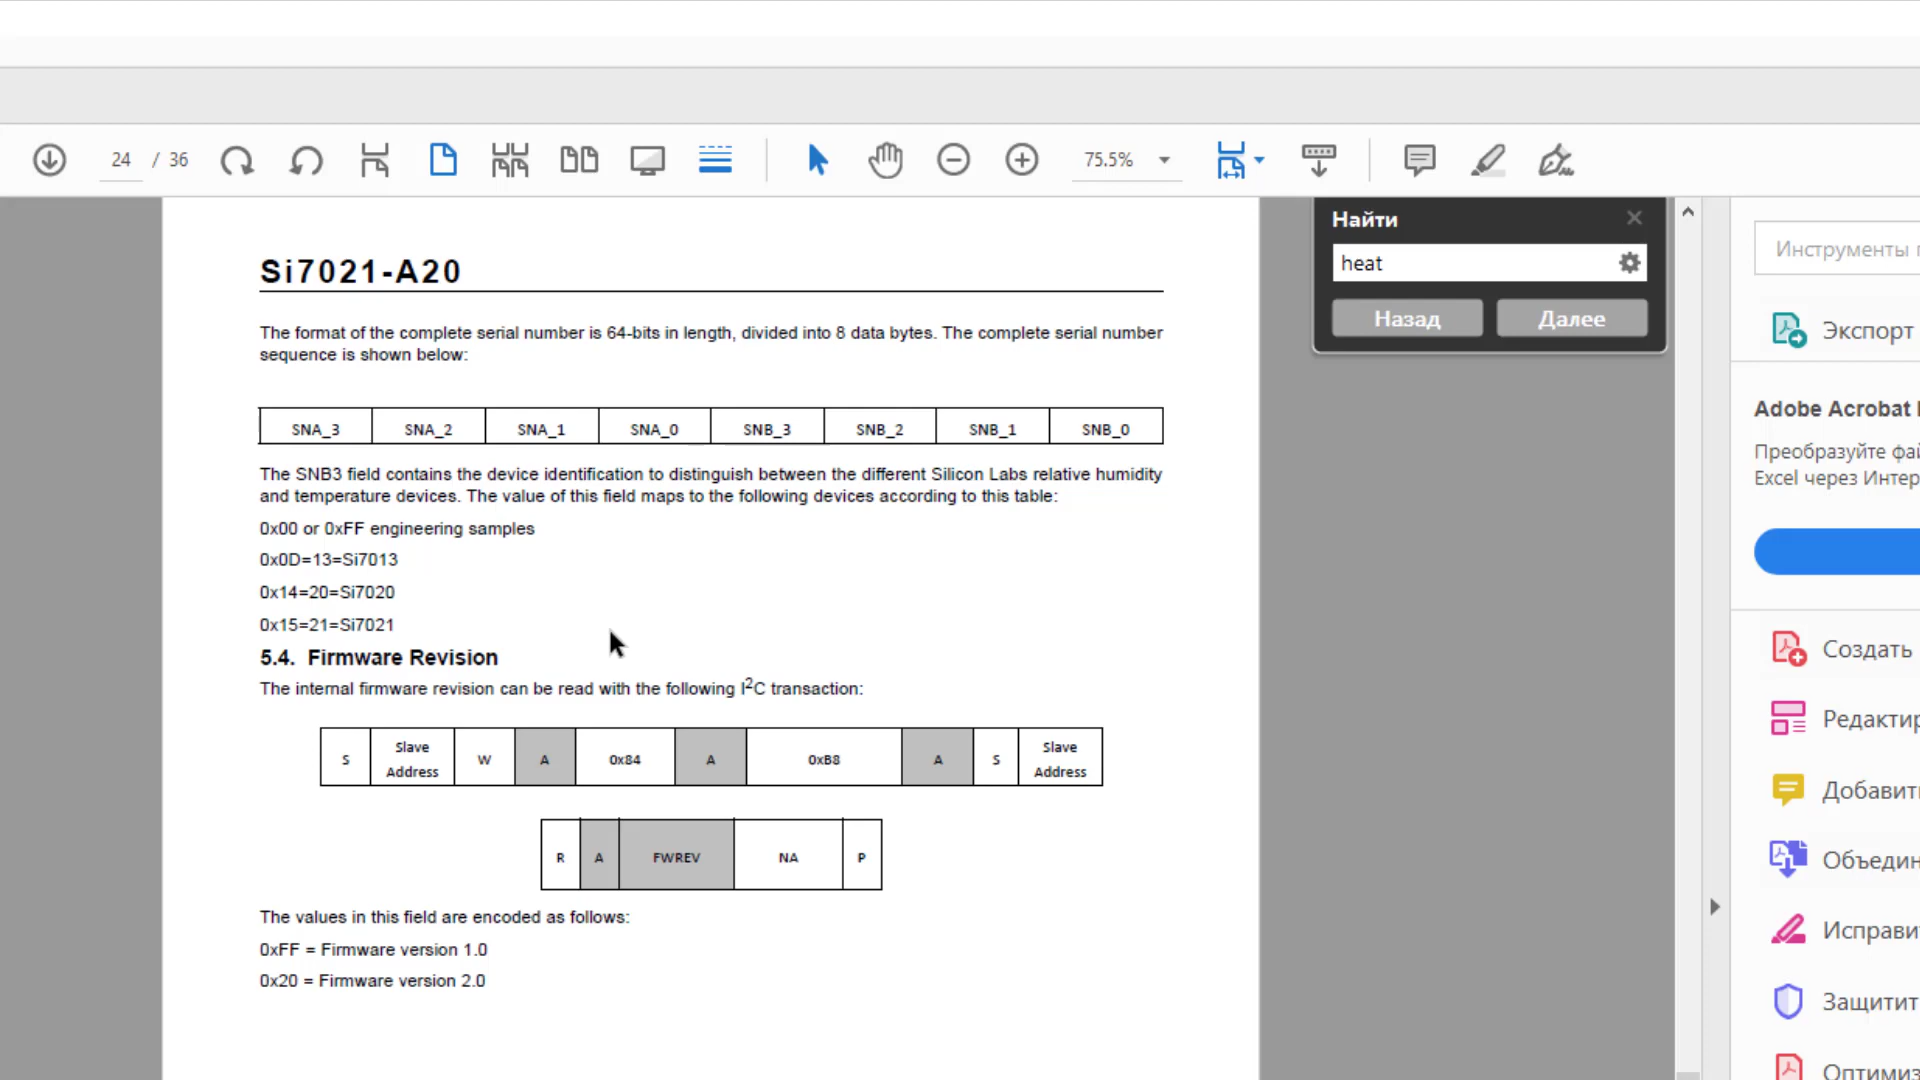 24 / 36
75.5%
Найти
heat
Назад Далее
Si7021-A20
The format of the complete serial number is 64-bits in length, divided into 8 data bytes. The complete serial number
sequence is shown below:
SNA_3 SNA_2 SNA_1 SNA_0 SNB_3 SNB_2 SNB_1 SNB_0
The SNB3 field contains the device identification to distinguish between the different Silicon Labs relative humidity
and temperature devices. The value of this field maps to the following devices according to this table:
0x00 or 0xFF engineering samples
0x0D=13=Si7013
0x14=20=Si7020
0x15=21=Si7021
5.4. Firmware Revision
The internal firmware revision can be read with the following I2C transaction:
S Slave Address W A 0x84 A 0xB8 A S Slave Address
R A FWREV NA P
The values in this field are encoded as follows:
0xFF = Firmware version 1.0
0x20 = Firmware version 2.0
Инструменты
Экспорт
Adobe Acrobat
Преобразуйте фай
Excel через Интер
Создать
Редактир
Добавит
Объедин
Исправи
Защитит
Оптимиз